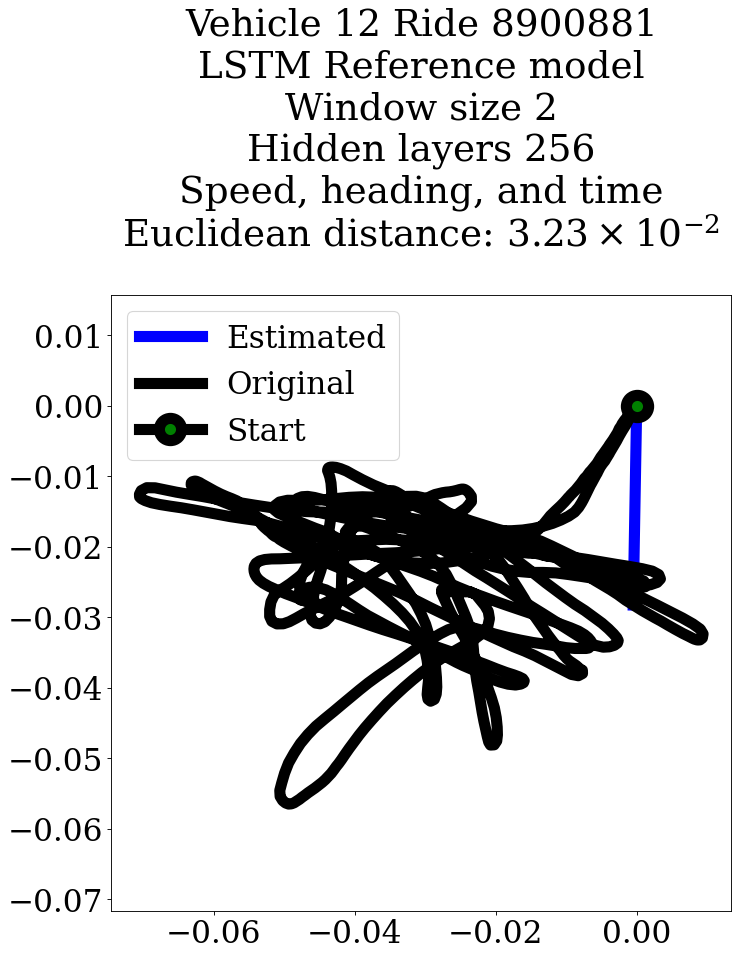 Vehicle 12 Ride 8900881
LSTM Reference model
Window size 2
Hidden layers 256
Speed, heading, and time
Euclidean distance: 3.23 × 10⁻²
Estimated
Original
Start
0.01
0.00
−0.01
−0.02
−0.03
−0.04
−0.05
−0.06
−0.07
−0.06 −0.04 −0.02 0.00